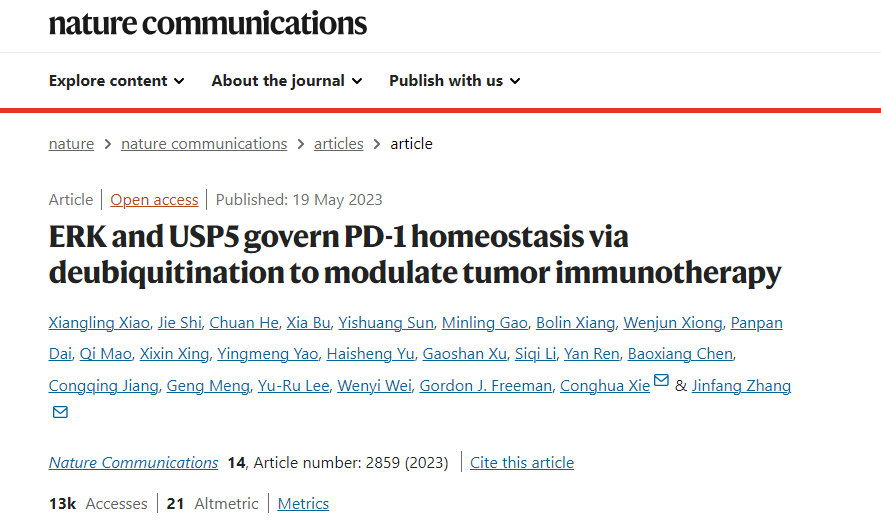 nature communications
Explore content About the journal Publish with us
nature > nature communications > articles > article
Article | Open access | Published: 19 May 2023
ERK and USP5 govern PD-1 homeostasis via
deubiquitination to modulate tumor immunotherapy
Xiangling Xiao, Jie Shi, Chuan He, Xia Bu, Yishuang Sun, Minling Gao, Bolin Xiang, Wenjun Xiong, Panpan
Dai, Qi Mao, Xixin Xing, Yingmeng Yao, Haisheng Yu, Gaoshan Xu, Siqi Li, Yan Ren, Baoxiang Chen,
Congqing Jiang, Geng Meng, Yu-Ru Lee, Wenyi Wei, Gordon J. Freeman, Conghua Xie & Jinfang Zhang
Nature Communications 14, Article number: 2859 (2023) | Cite this article
13k Accesses | 21 Altmetric | Metrics